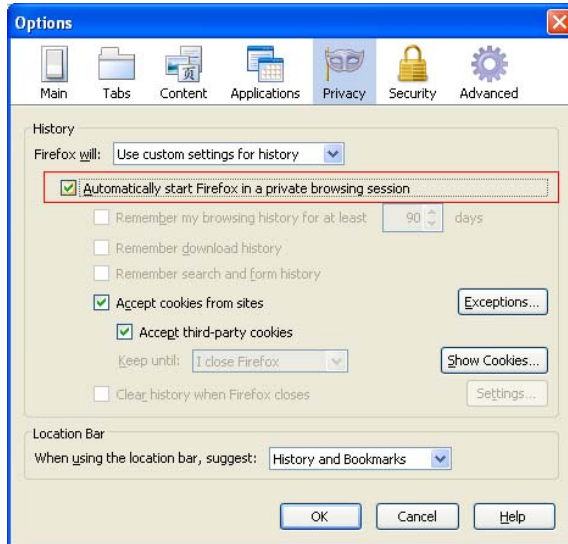 Options
Main Tabs Content Applications Privacy Security Advanced
History
Firefox will: Use custom settings for history
Automatically start Firefox in a private browsing session
Remember my browsing history for at least 90 days
Remember download history
Remember search and form history
Accept cookies from sites Exceptions...
Accept third-party cookies
Keep until: I close Firefox Show Cookies...
Clear history when Firefox closes Settings...
Location Bar
When using the location bar, suggest: History and Bookmarks
OK Cancel Help